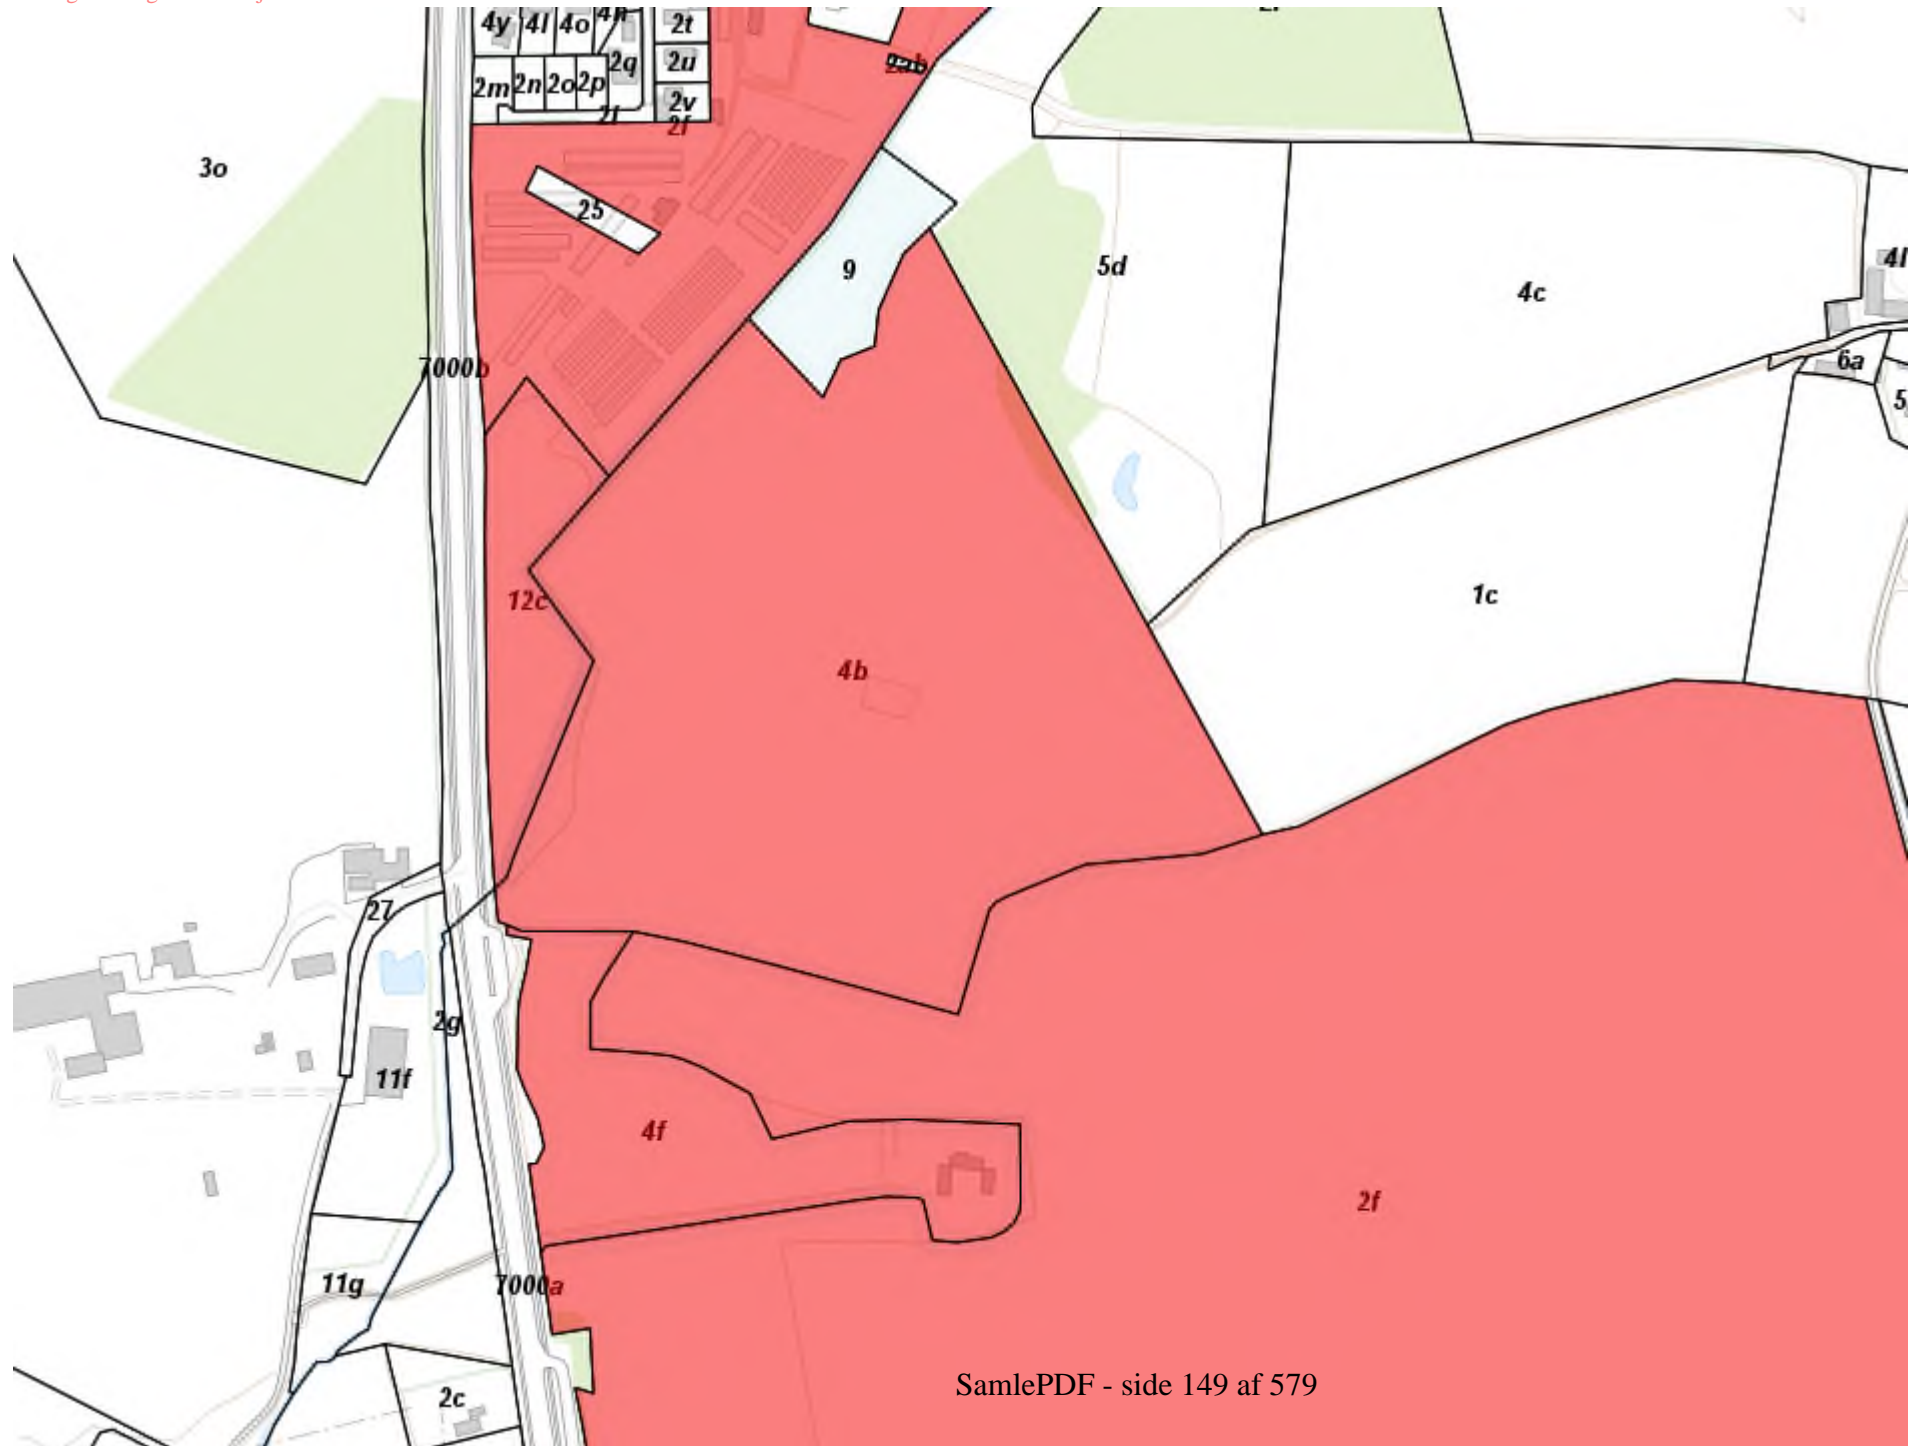 4y 4l 4o 4n 2t
2q 2u
2m 2n 2o 2p
2v
2l 2f
2ab
3o
25
9
5d
4c
4l
7000b
6a
5
12c
1c
4b
27
2g
11f
4f
2f
11g
7000a
2c
SamlePDF - side 149 af 579